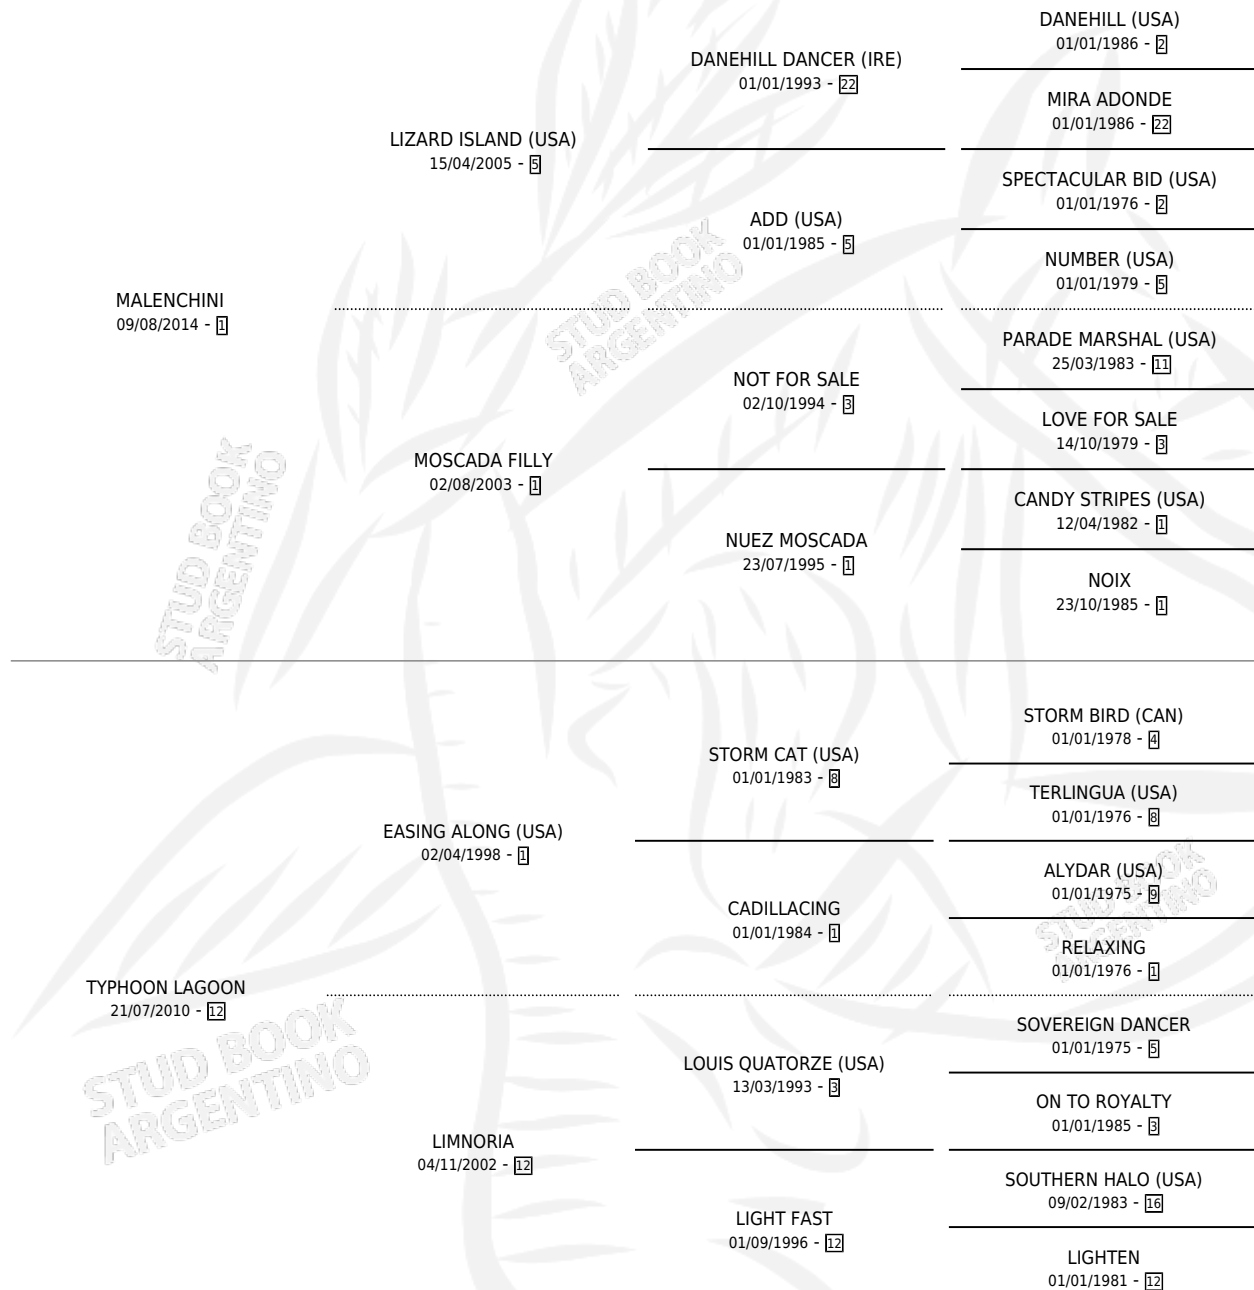 DANEHILL (USA)
01/01/1986 - 2
DANEHILL DANCER (IRE)
01/01/1993 - 22
MIRA ADONDE
01/01/1986 - 22
LIZARD ISLAND (USA)
15/04/2005 - 5
SPECTACULAR BID (USA)
01/01/1976 - 2
ADD (USA)
01/01/1985 - 5
NUMBER (USA)
01/01/1979 - 5
MALENCHINI
09/08/2014 - 1
PARADE MARSHAL (USA)
25/03/1983 - 11
NOT FOR SALE
02/10/1994 - 3
LOVE FOR SALE
14/10/1979 - 3
MOSCADA FILLY
02/08/2003 - 1
CANDY STRIPES (USA)
12/04/1982 - 1
NUEZ MOSCADA
23/07/1995 - 1
NOIX
23/10/1985 - 1
STORM BIRD (CAN)
01/01/1978 - 4
STORM CAT (USA)
01/01/1983 - 8
TERLINGUA (USA)
01/01/1976 - 8
EASING ALONG (USA)
02/04/1998 - 1
ALYDAR (USA)
01/01/1975 - 9
CADILLACING
01/01/1984 - 1
RELAXING
01/01/1976 - 1
TYPHOON LAGOON
21/07/2010 - 12
SOVEREIGN DANCER
01/01/1975 - 5
LOUIS QUATORZE (USA)
13/03/1993 - 3
ON TO ROYALTY
01/01/1985 - 3
LIMNORIA
04/11/2002 - 12
SOUTHERN HALO (USA)
09/02/1983 - 16
LIGHT FAST
01/09/1996 - 12
LIGHTEN
01/01/1981 - 12
STUD BOOK
ARGENTINO
STUD BOOK
ARGENTINO
STUD BOOK
ARGENTINO
STUD BOOK
ARGENTINO